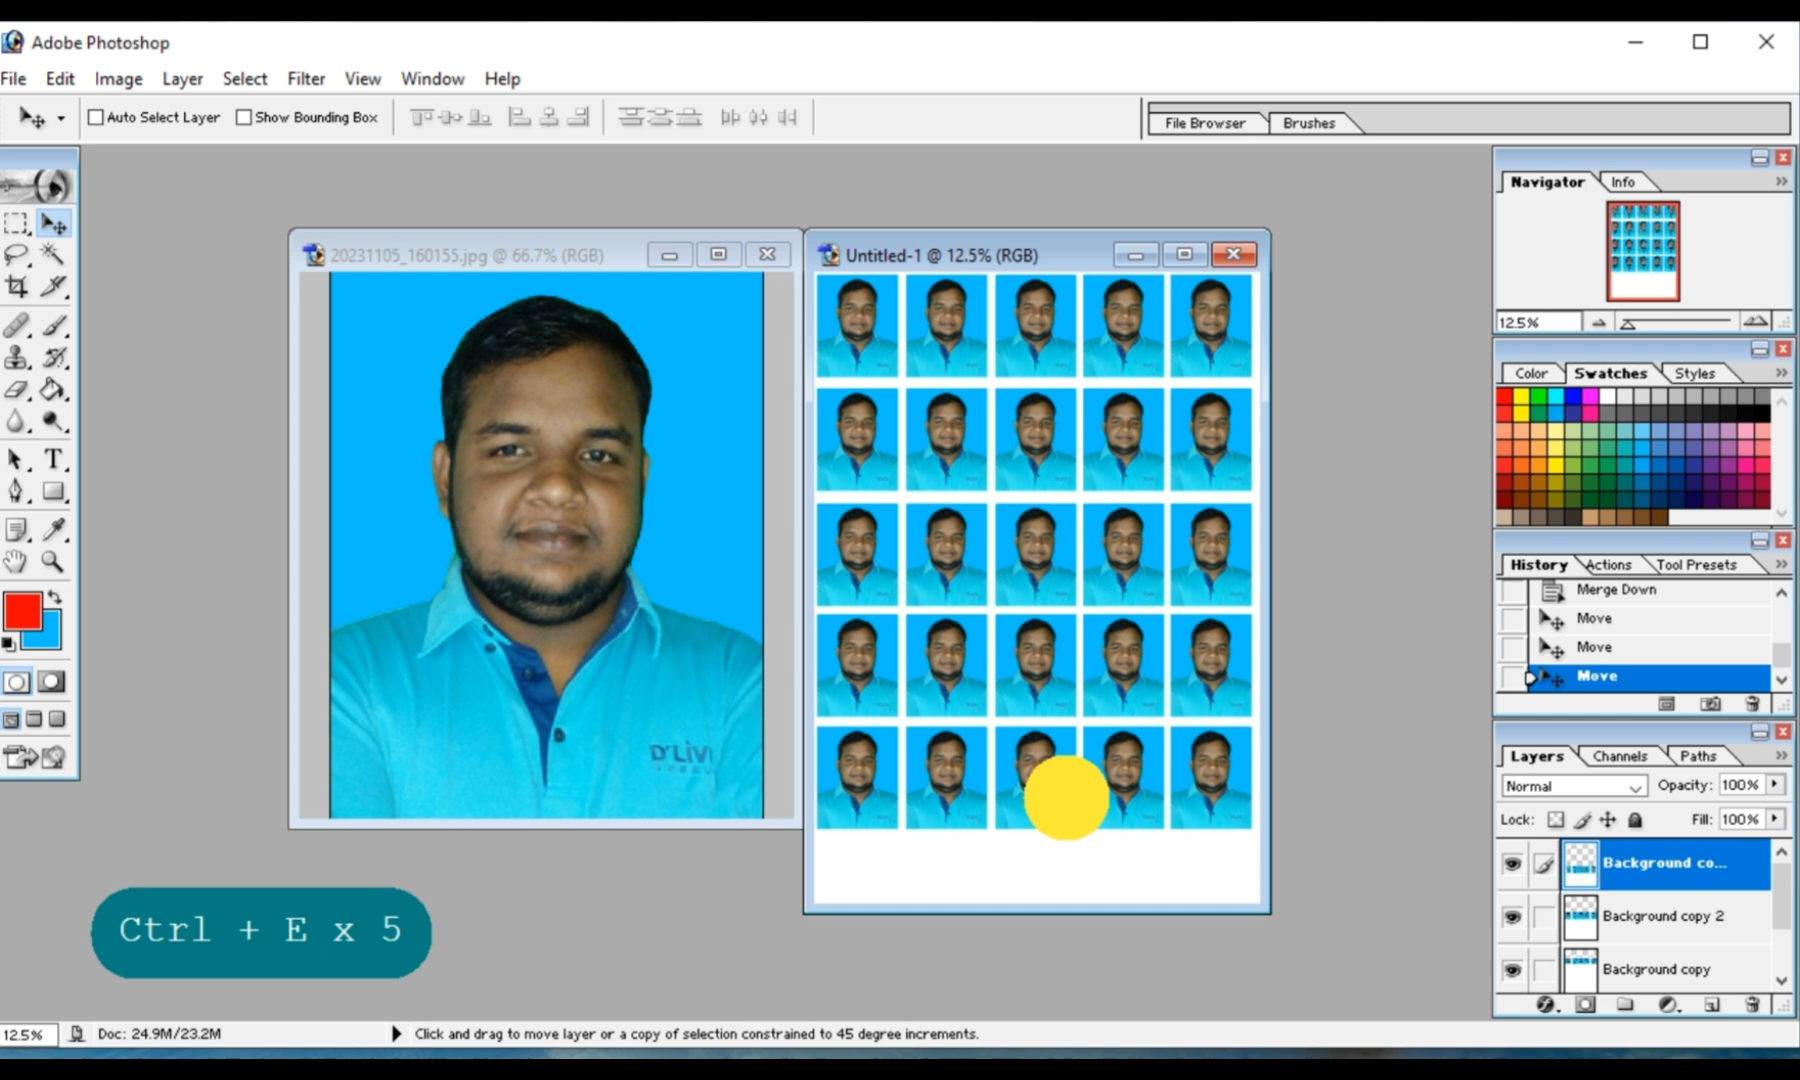 Adobe Photoshop
File Edit Image Layer Select Filter View Window Help
Auto Select Layer Show Bounding Box
File Browser Brushes
20231105_160155.jpg @ 66.7% (RGB)
Untitled-1 @ 12.5% (RGB)
Navigator Info
12.5%
Color Swatches Styles
History Actions Tool Presets
Merge Down
Move
Move
Move
Layers Channels Paths
Normal Opacity: 100%
Lock: Fill: 100%
Background co...
Background copy 2
Background copy
T
D'LIV
Ctrl + E x 5
12.5% Doc: 24.9M/23.2M Click and drag to move layer or a copy of selection constrained to 45 degree increments.